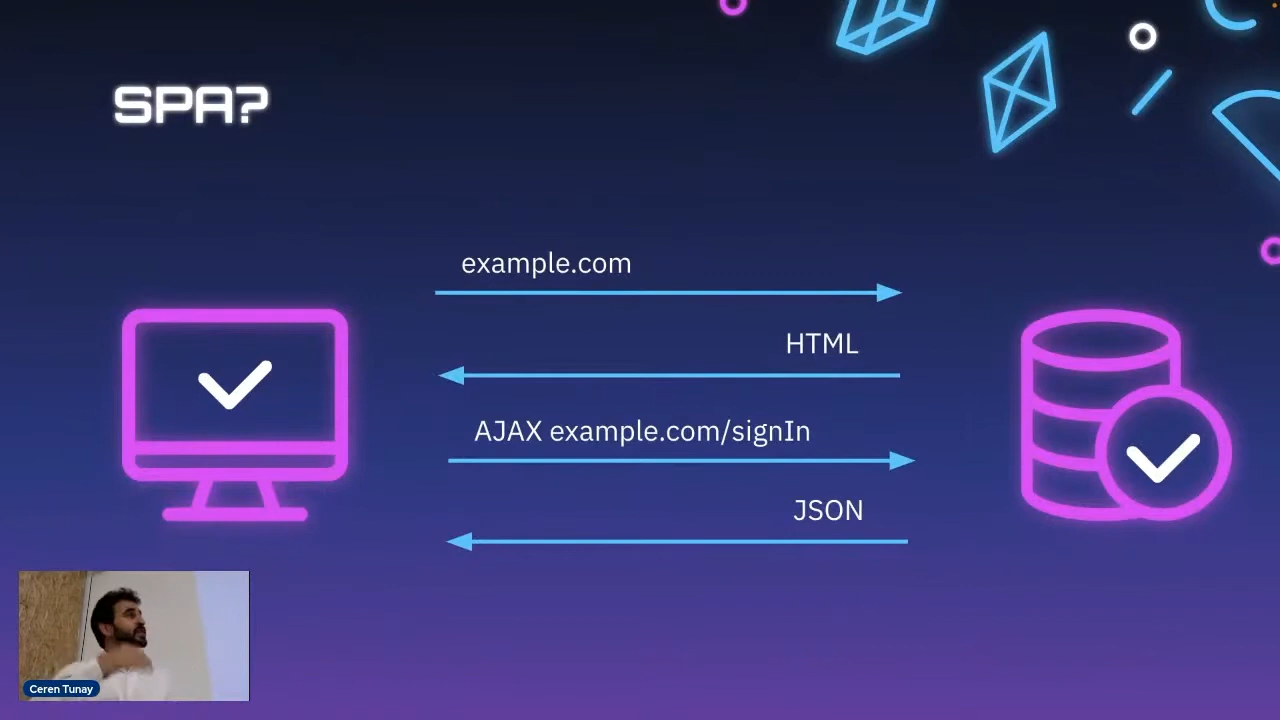 SPA?
example.com
HTML
AJAX example.com/signIn
JSON
Ceren Tunay